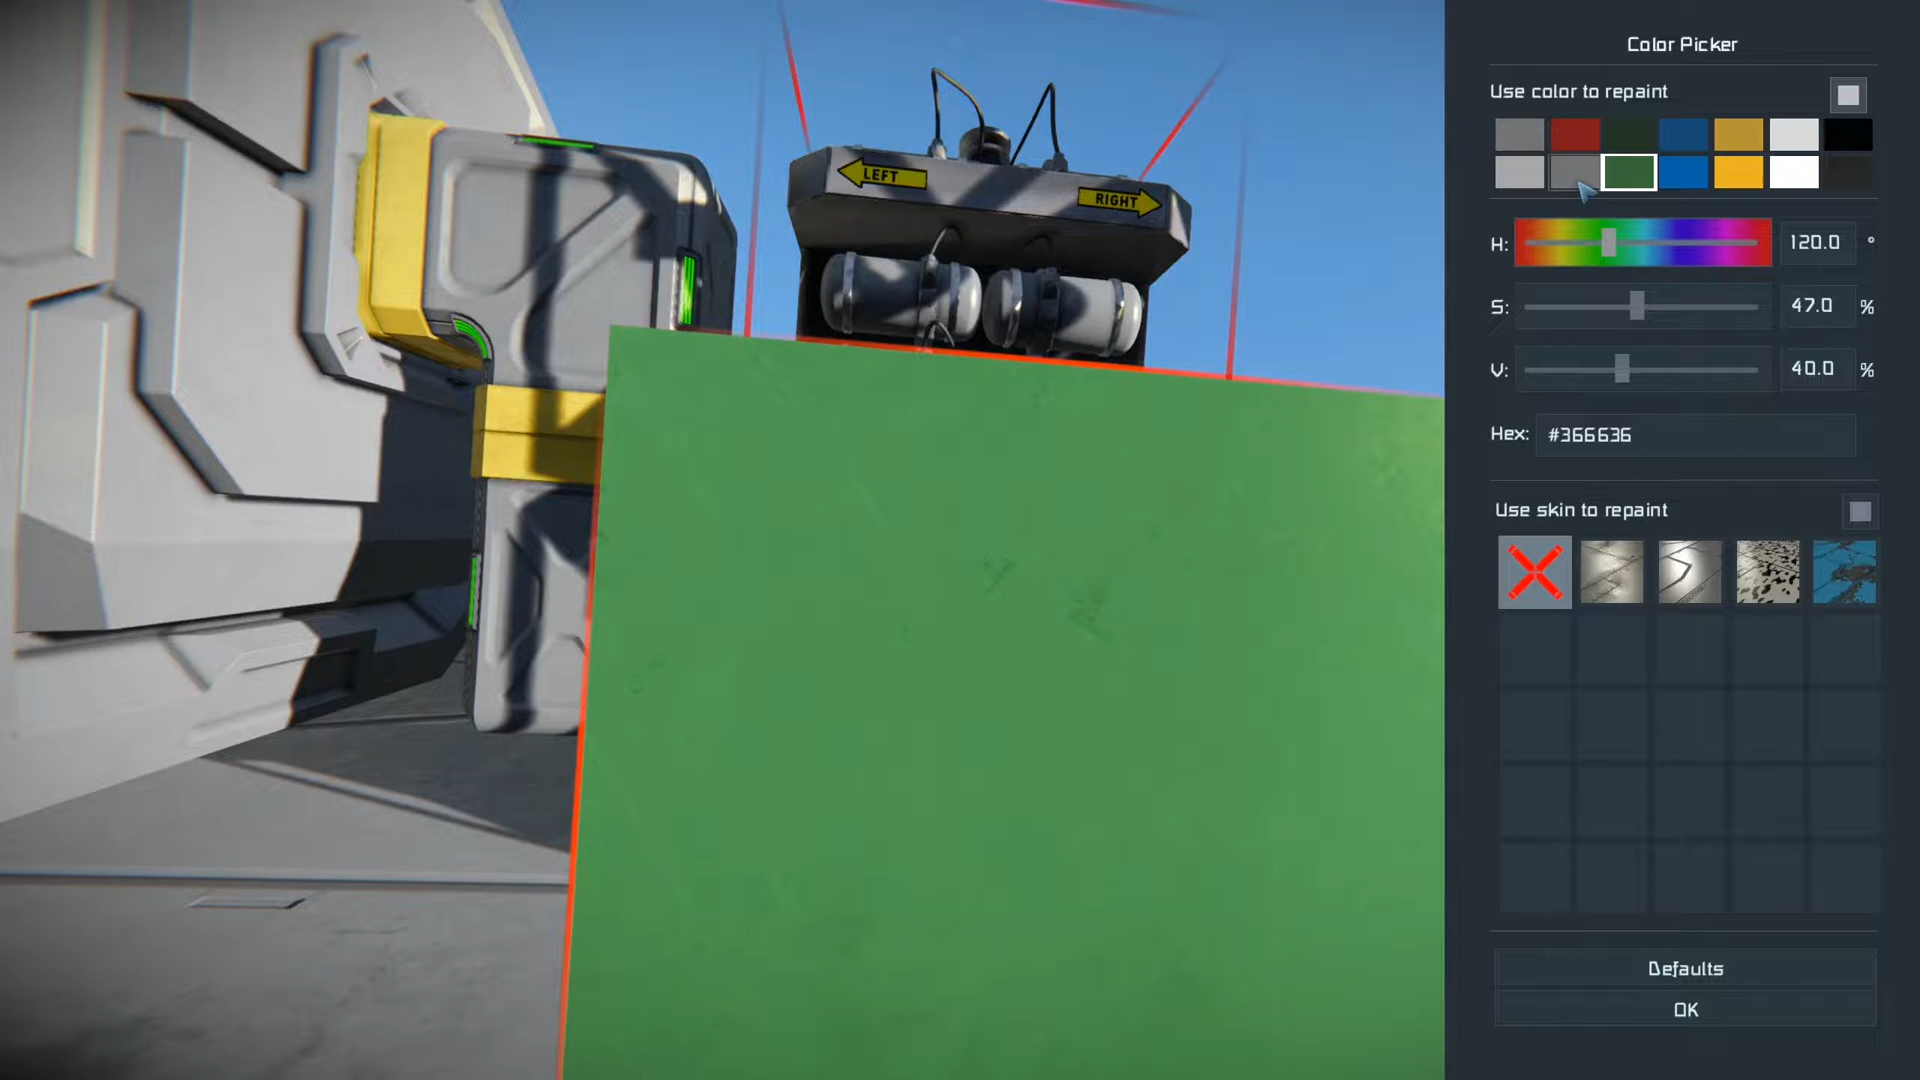 Color Picker
Use color to repaint
LEFT
RIGHT
H: 120.0 °
S: 47.0 %
V: 40.0 %
Hex: #366636
Use skin to repaint
Defaults
OK